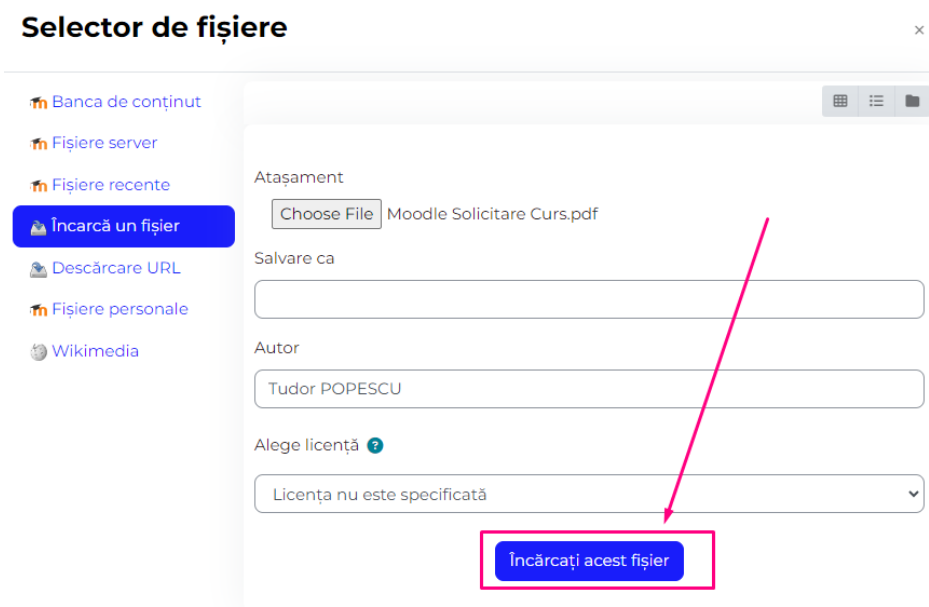 Selector de fișiere
×
Banca de conținut
Fișiere server
Fișiere recente
Încarcă un fișier
Descărcare URL
Fișiere personale
Wikimedia
Atașament
Choose File Moodle Solicitare Curs.pdf
Salvare ca
Autor
Tudor POPESCU
Alege licență ?
Licența nu este specificată
Încărcați acest fișier